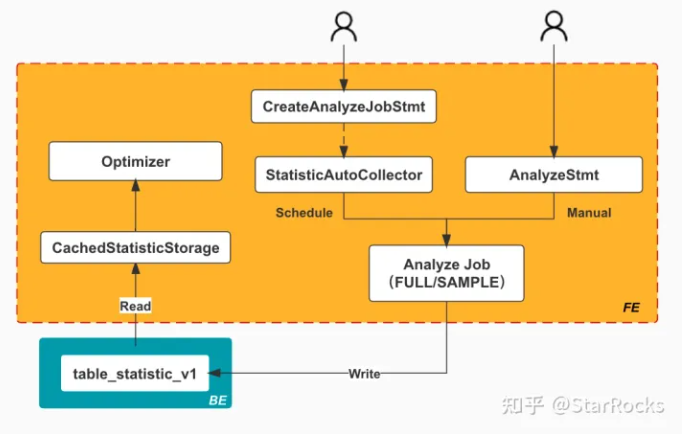 CreateAnalyzeJobStmt
Optimizer
StatisticAutoCollector
AnalyzeStmt
Schedule
Manual
CachedStatisticStorage
Analyze Job
（FULL/SAMPLE）
Read
FE
table_statistic_v1
Write
BE
知乎 @StarRocks